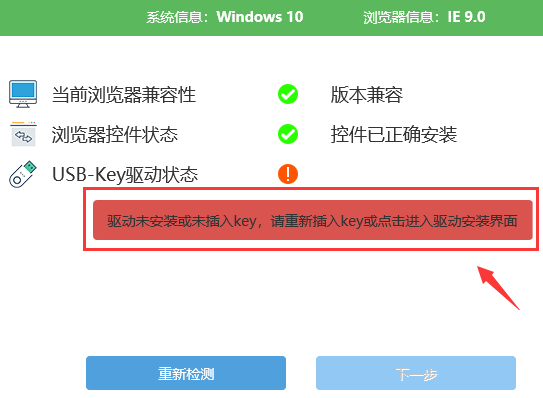 系统信息：Windows 10 浏览器信息：IE 9.0
当前浏览器兼容性 版本兼容
浏览器控件状态 控件已正确安装
USB-Key驱动状态
驱动未安装或未插入key，请重新插入key或点击进入驱动安装界面
重新检测 下一步